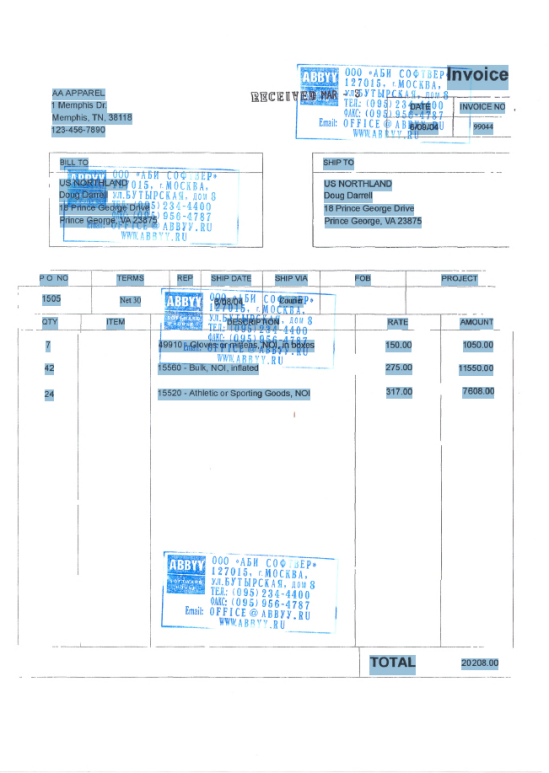 Invoice
ABBYY
ООО «АБИ СОФТВЕР»
127015, г.МОСКВА,
УЛ.БУТЫРСКАЯ, ДОМ 8
ТЕЛ: (095) 234-4400
ФАКС: (095) 956-4787
Email: OFFICE@ABBYY.RU
WWW.ABBYY.RU
RECEIVED MAR
AA APPAREL
1 Memphis Dr.
Memphis, TN. 38118
123-456-7890
DATE INVOICE NO
6/09/04 99044
BILL TO
US NORTHLAND
Doug Darrell
18 Prince George Drive
Prince George, VA 23875
ABBYY
ООО «АБИ СОФТВЕР»
127015, г.МОСКВА,
УЛ.БУТЫРСКАЯ, ДОМ 8
(095) 234-4400
(095) 956-4787
OFFICE@ABBYY.RU
WWW.ABBYY.RU
SHIP TO
US NORTHLAND
Doug Darrell
18 Prince George Drive
Prince George, VA 23875
P O NO TERMS REP SHIP DATE SHIP VIA FOB PROJECT
1505 Net 30 6/08/04 Courier
ABBYY
ООО «АБИ СОФТВЕР»
127015, г.МОСКВА,
УЛ.БУТЫРСКАЯ, ДОМ 8
ТЕЛ: (095) 234-4400
ФАКС: (095) 956-4787
Email: OFFICE@ABBYY.RU
WWW.ABBYY.RU
QTY ITEM DESCRIPTION RATE AMOUNT
7 49910 - Gloves or mittens, NOI, in boxes 150.00 1050.00
42 15560 - Bulk, NOI, inflated 275.00 11550.00
24 15520 - Athletic or Sporting Goods, NOI 317.00 7608.00
ABBYY
SOFTWARE
HOUSE
ООО «АБИ СОФТВЕР»
127015, г.МОСКВА,
УЛ.БУТЫРСКАЯ, ДОМ 8
ТЕЛ: (095) 234-4400
ФАКС: (095) 956-4787
Email: OFFICE@ABBYY.RU
WWW.ABBYY.RU
TOTAL 20208.00